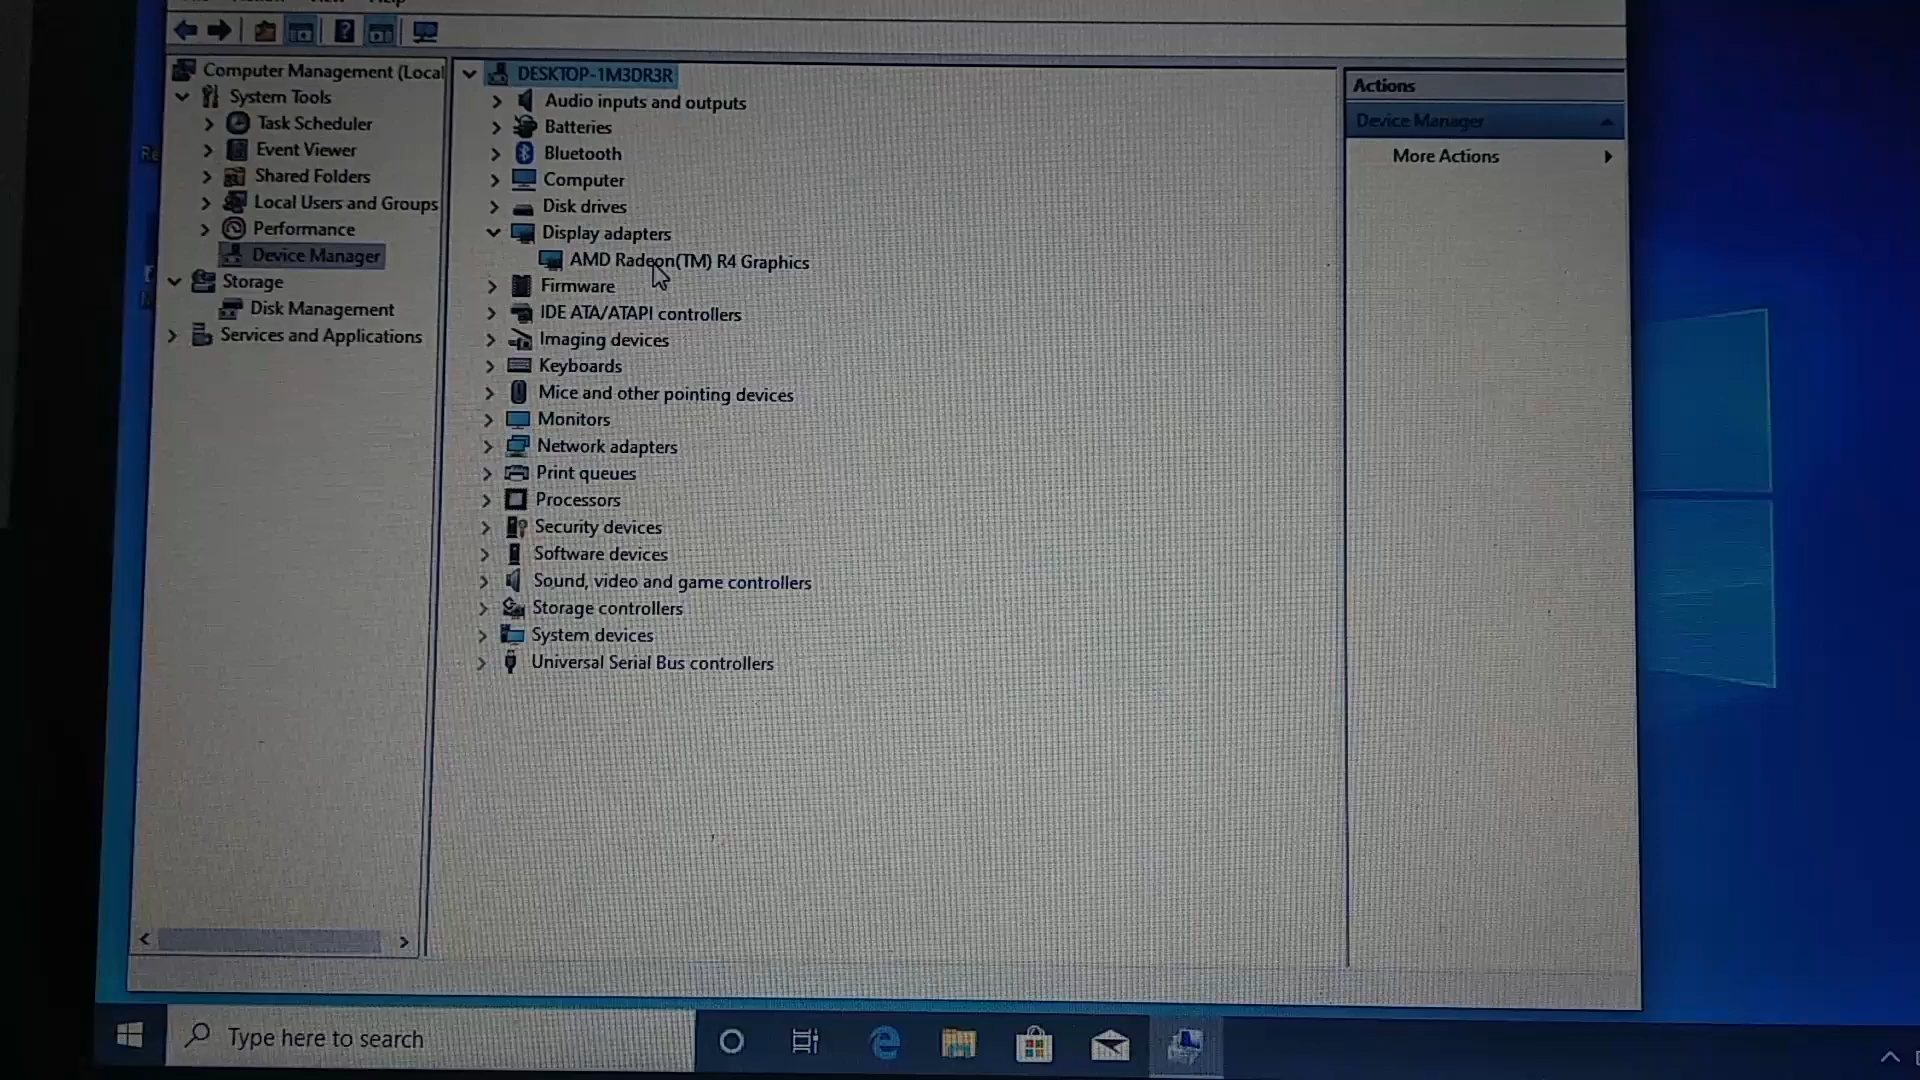 Help
Computer Management (Local
System Tools
Task Scheduler
Event Viewer
Shared Folders
Local Users and Groups
Performance
Device Manager
Storage
Disk Management
Services and Applications
DESKTOP-1M3DR3R
Audio inputs and outputs
Batteries
Bluetooth
Computer
Disk drives
Display adapters
AMD Radeon(TM) R4 Graphics
Firmware
IDE ATA/ATAPI controllers
Imaging devices
Keyboards
Mice and other pointing devices
Monitors
Network adapters
Print queues
Processors
Security devices
Software devices
Sound, video and game controllers
Storage controllers
System devices
Universal Serial Bus controllers
Actions
Device Manager
More Actions
Re
Type here to search